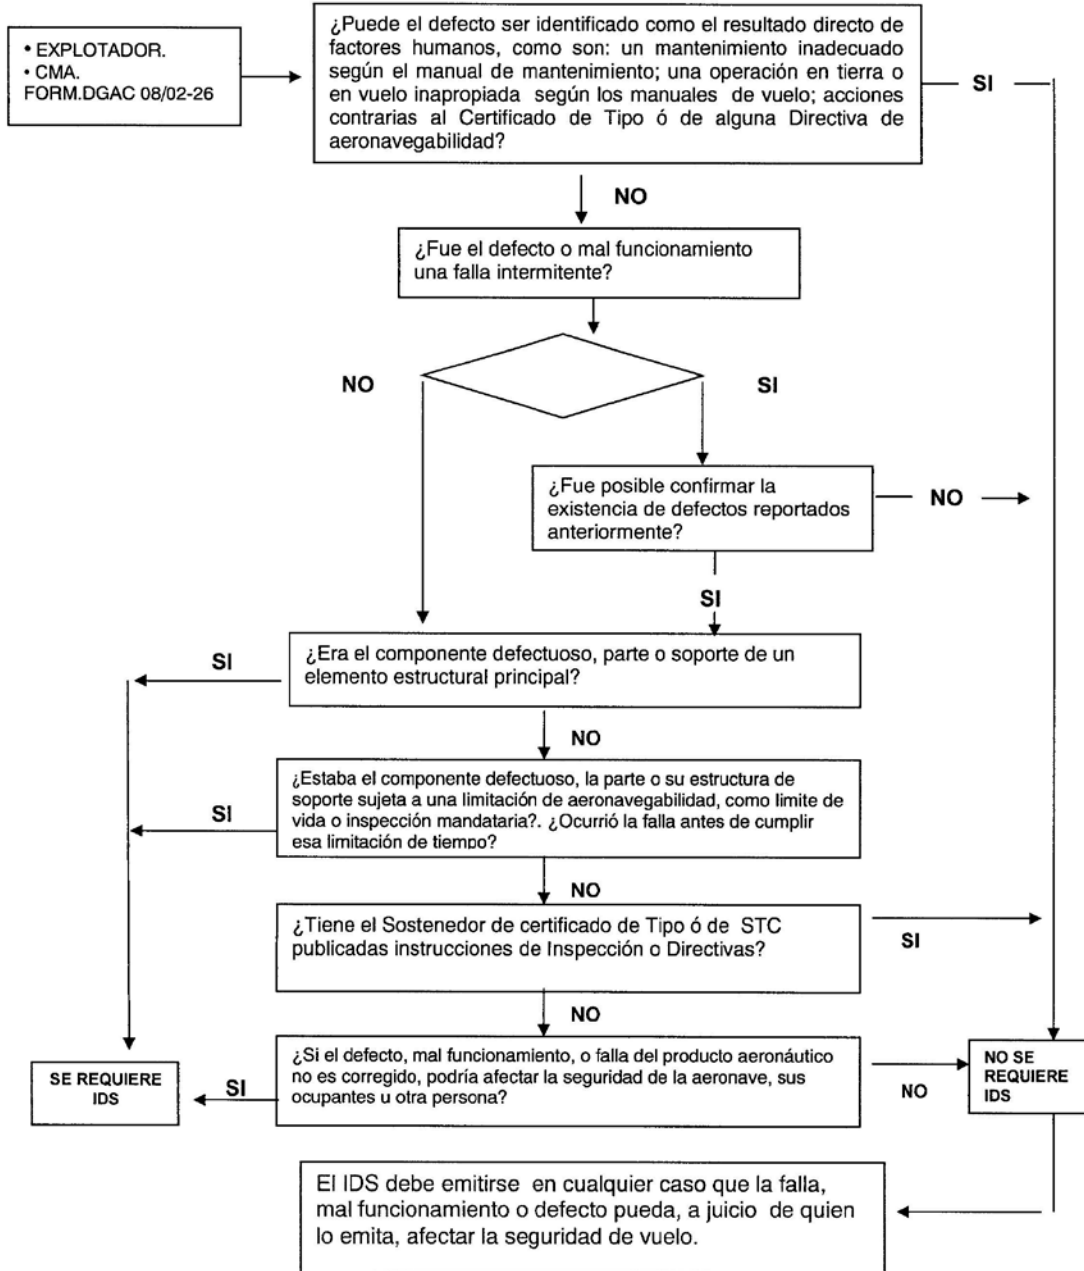 • EXPLOTADOR.
• CMA.
FORM.DGAC 08/02-26
¿Puede el defecto ser identificado como el resultado directo de
factores humanos, como son: un mantenimiento inadecuado
según el manual de mantenimiento; una operación en tierra o
en vuelo inapropiada según los manuales de vuelo; acciones
contrarias al Certificado de Tipo ó de alguna Directiva de
aeronavegabilidad?
SI
NO
¿Fue el defecto o mal funcionamiento
una falla intermitente?
NO
SI
¿Fue posible confirmar la
existencia de defectos reportados
anteriormente?
NO
SI
¿Era el componente defectuoso, parte o soporte de un
elemento estructural principal?
SI
NO
¿Estaba el componente defectuoso, la parte o su estructura de
soporte sujeta a una limitación de aeronavegabilidad, como limite de
vida o inspección mandataria?. ¿Ocurrió la falla antes de cumplir
esa limitación de tiempo?
SI
NO
¿Tiene el Sostenedor de certificado de Tipo ó de STC
publicadas instrucciones de Inspección o Directivas?
SI
NO
¿Si el defecto, mal funcionamiento, o falla del producto aeronáutico
no es corregido, podría afectar la seguridad de la aeronave, sus
ocupantes u otra persona?
SI
NO
SE REQUIERE
IDS
NO SE
REQUIERE
IDS
El IDS debe emitirse en cualquier caso que la falla,
mal funcionamiento o defecto pueda, a juicio de quien
lo emita, afectar la seguridad de vuelo.